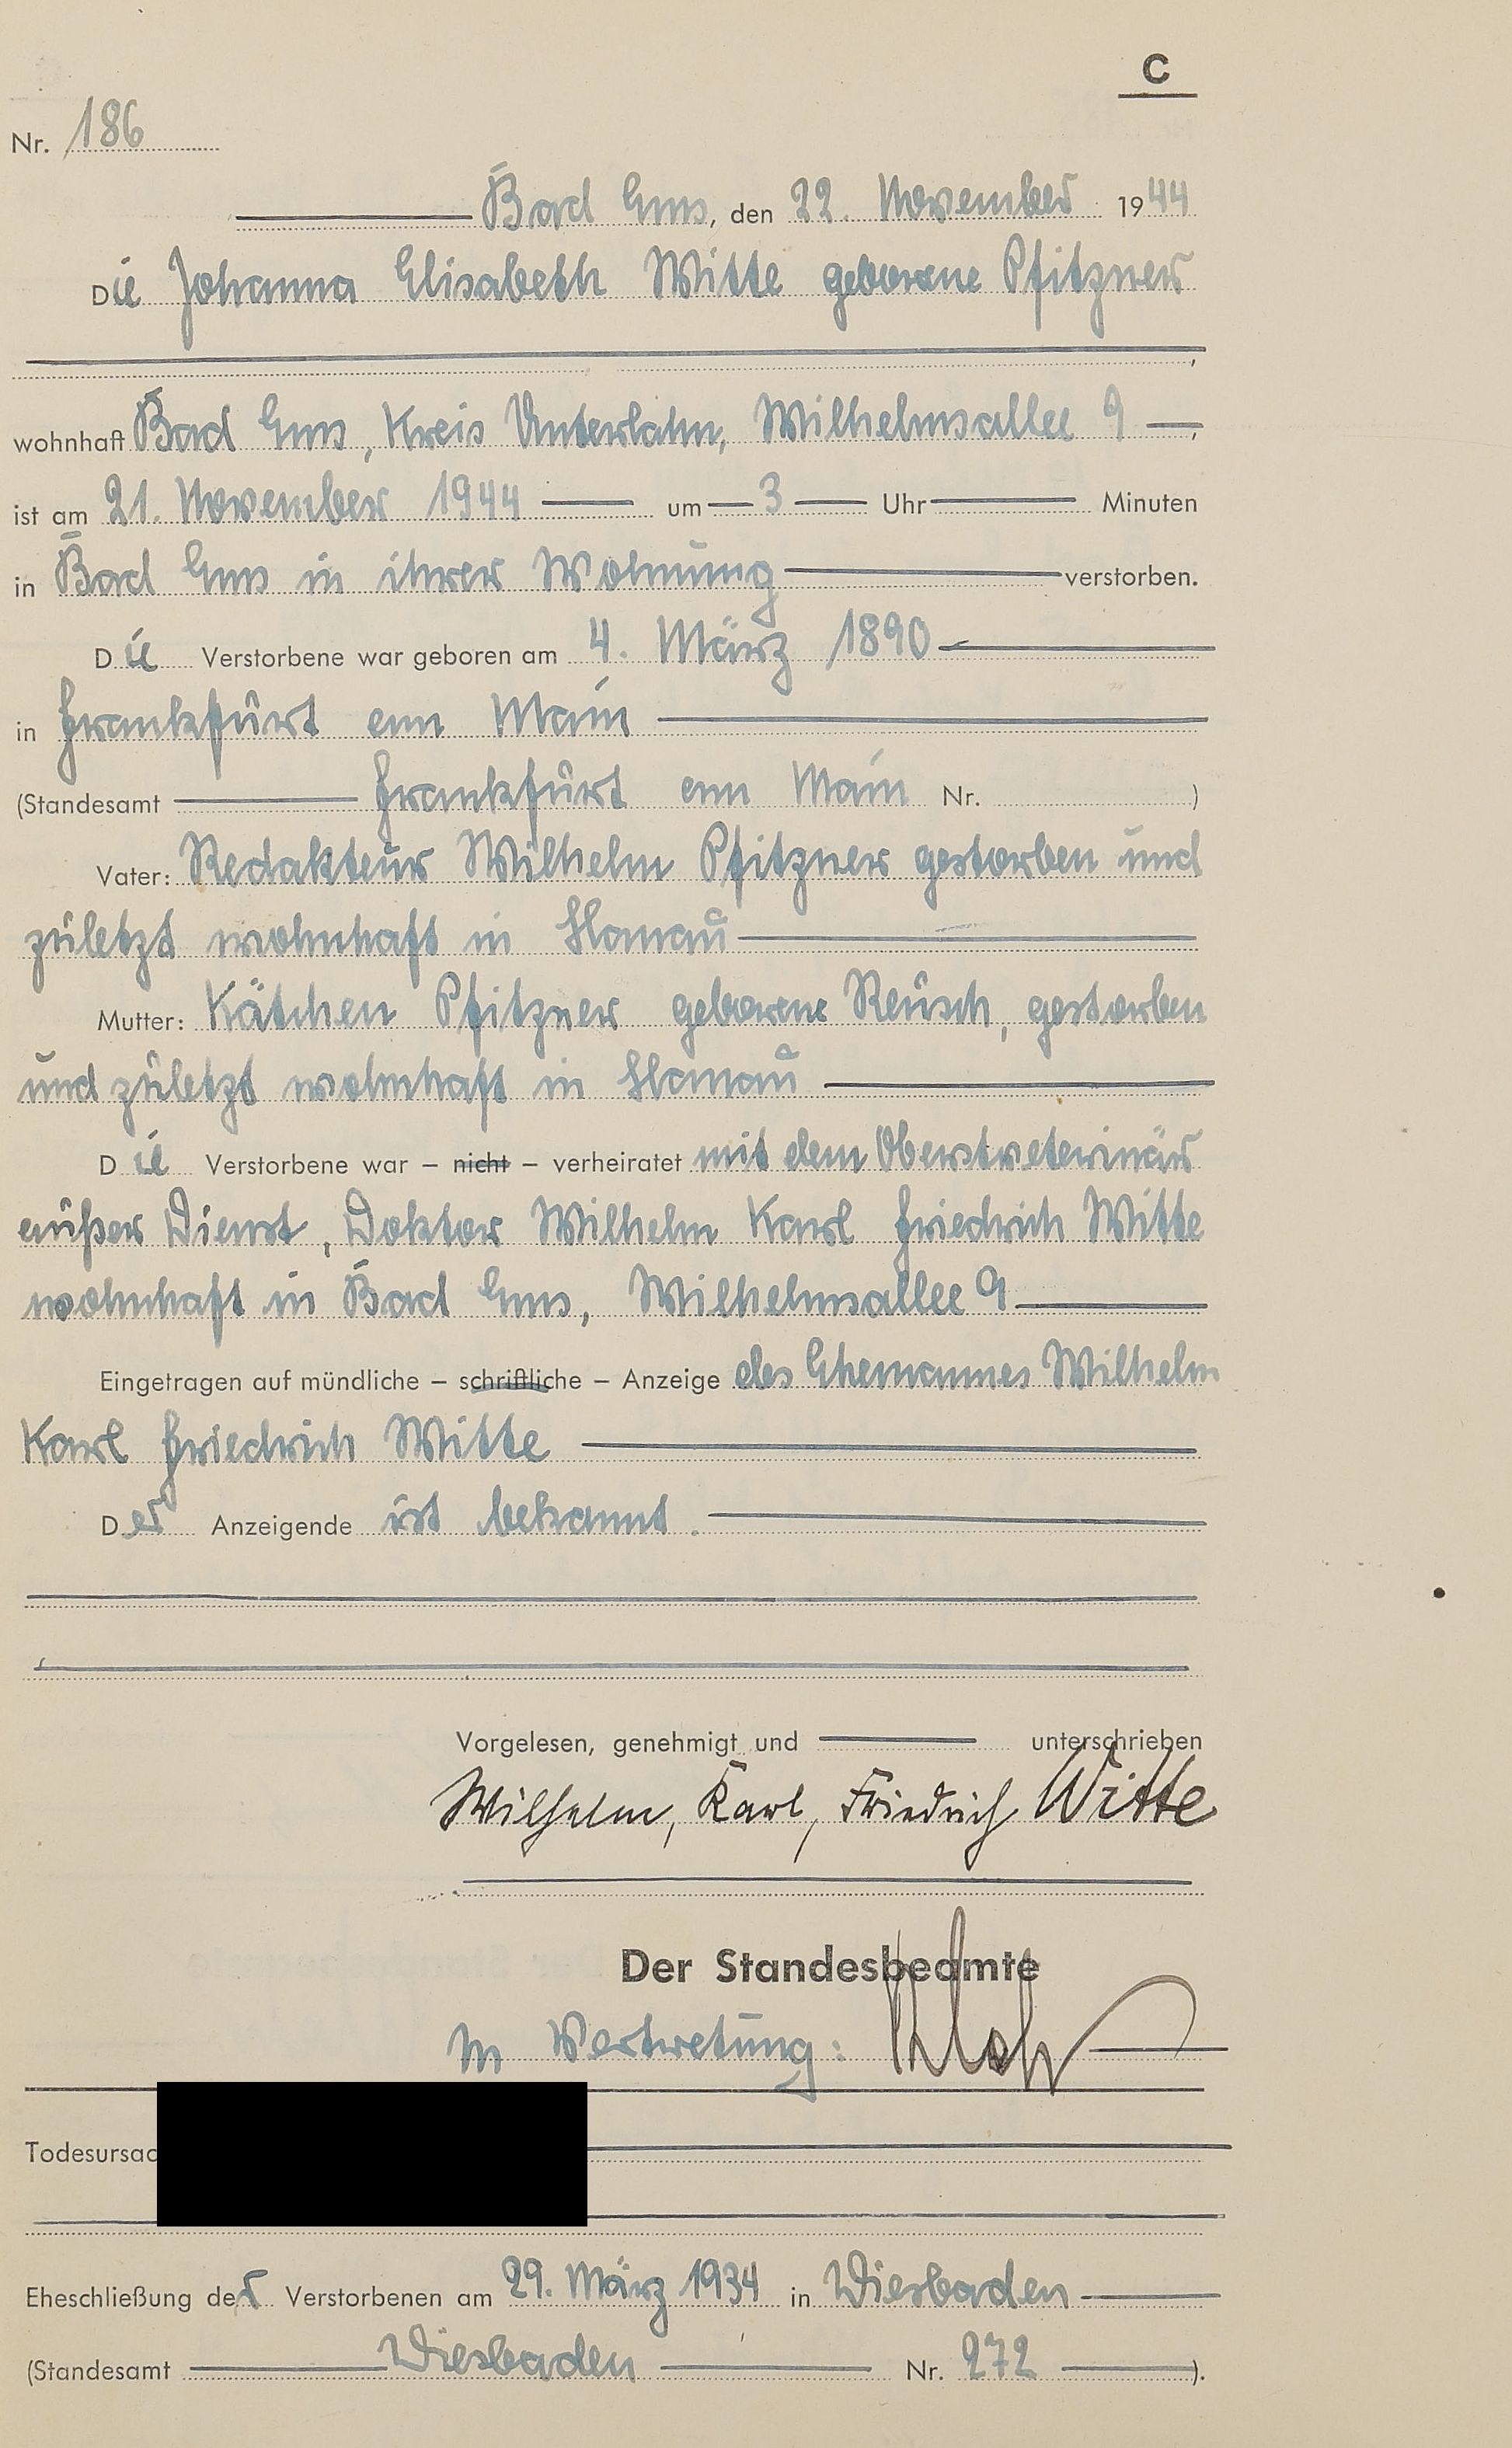 C
Nr. 186
Bad Ems, den 22. November 1944
Die Johanna Elisabeth Witte geborene Pfitzner
wohnhaft Bad Ems, Kreis Unterlahn, Wilhelmsallee 9 ,
ist am 21. November 1944 um 3 Uhr Minuten
in Bad Ems in ihrer Wohnung verstorben.
Die Verstorbene war geboren am 4. März 1890
in Frankfurt am Main
(Standesamt Frankfurt am Main Nr. )
Vater: Redakteur Wilhelm Pfitzner gestorben und
zuletzt wohnhaft in Hanau
Mutter: Kätchen Pfitzner geborene Reusch, gestorben
und zuletzt wohnhaft in Hanau
Die Verstorbene war – nicht – verheiratet mit dem Oberstveterinär
außer Dienst, Doktor Wilhelm Karl Friedrich Witte
wohnhaft in Bad Ems, Wilhelmsallee 9
Eingetragen auf mündliche – schriftliche – Anzeige des Ehemannes Wilhelm
Karl Friedrich Witte
Der Anzeigende ist bekannt.
Vorgelesen, genehmigt und unterschrieben
Wilhelm, Karl, Friedrich Witte
Der Standesbeamte
In Vertretung:
Todesursac
Eheschließung der Verstorbenen am 29. März 1934 in Wiesbaden
(Standesamt Wiesbaden Nr. 272 ).